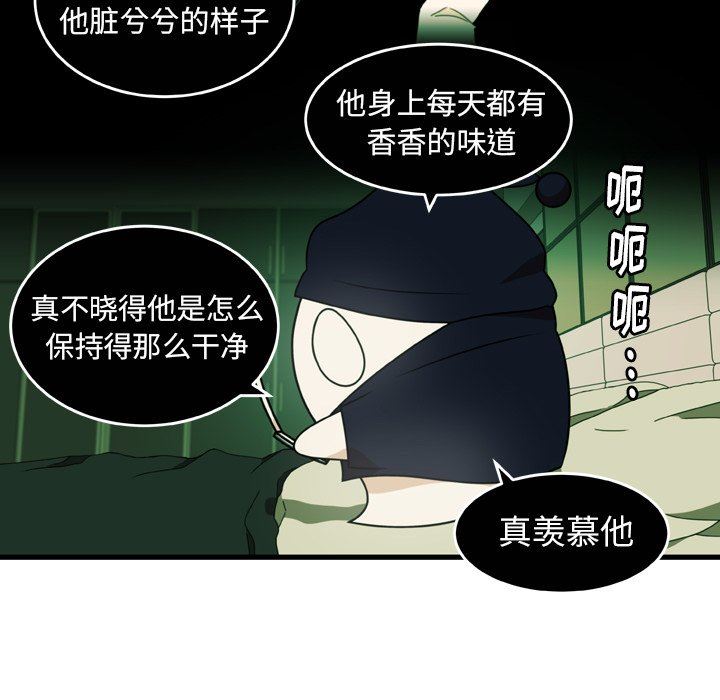 他脏兮兮的样子
他身上每天都有
香香的味道
呃
呃
呃
…
真不晓得他是怎么
保持得那么干净
真羡慕他